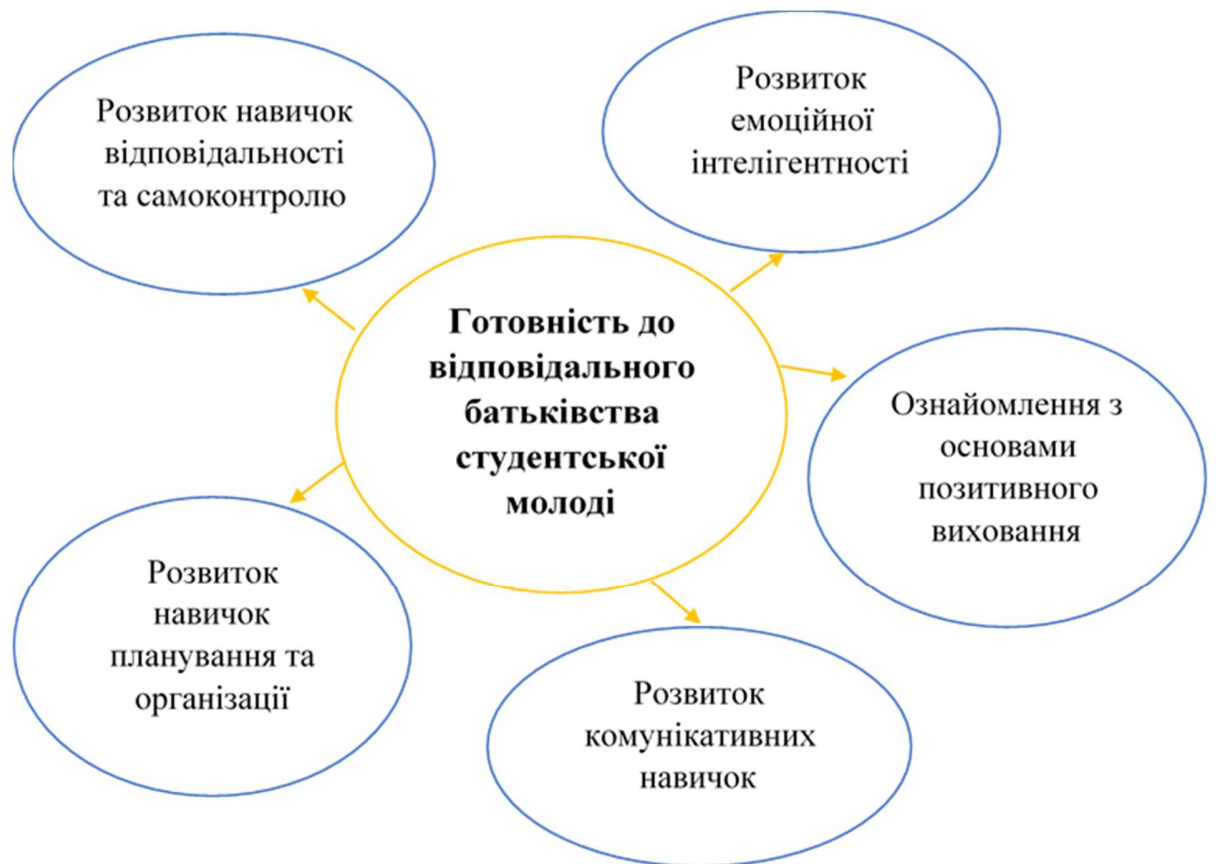 Розвиток навичок
відповідальності
та самоконтролю
Розвиток
емоційної
інтелігентності
Готовність до
відповідального
батьківства
студентської
молоді
Ознайомлення з
основами
позитивного
виховання
Розвиток
навичок
планування та
організації
Розвиток
комунікативних
навичок